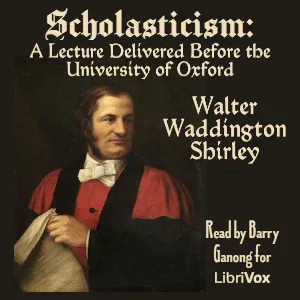 Scholasticism:
A Lecture Delivered Before the
University of Oxford
Walter
Waddington
Shirley
Read by Barry
Ganong for
LibriVox